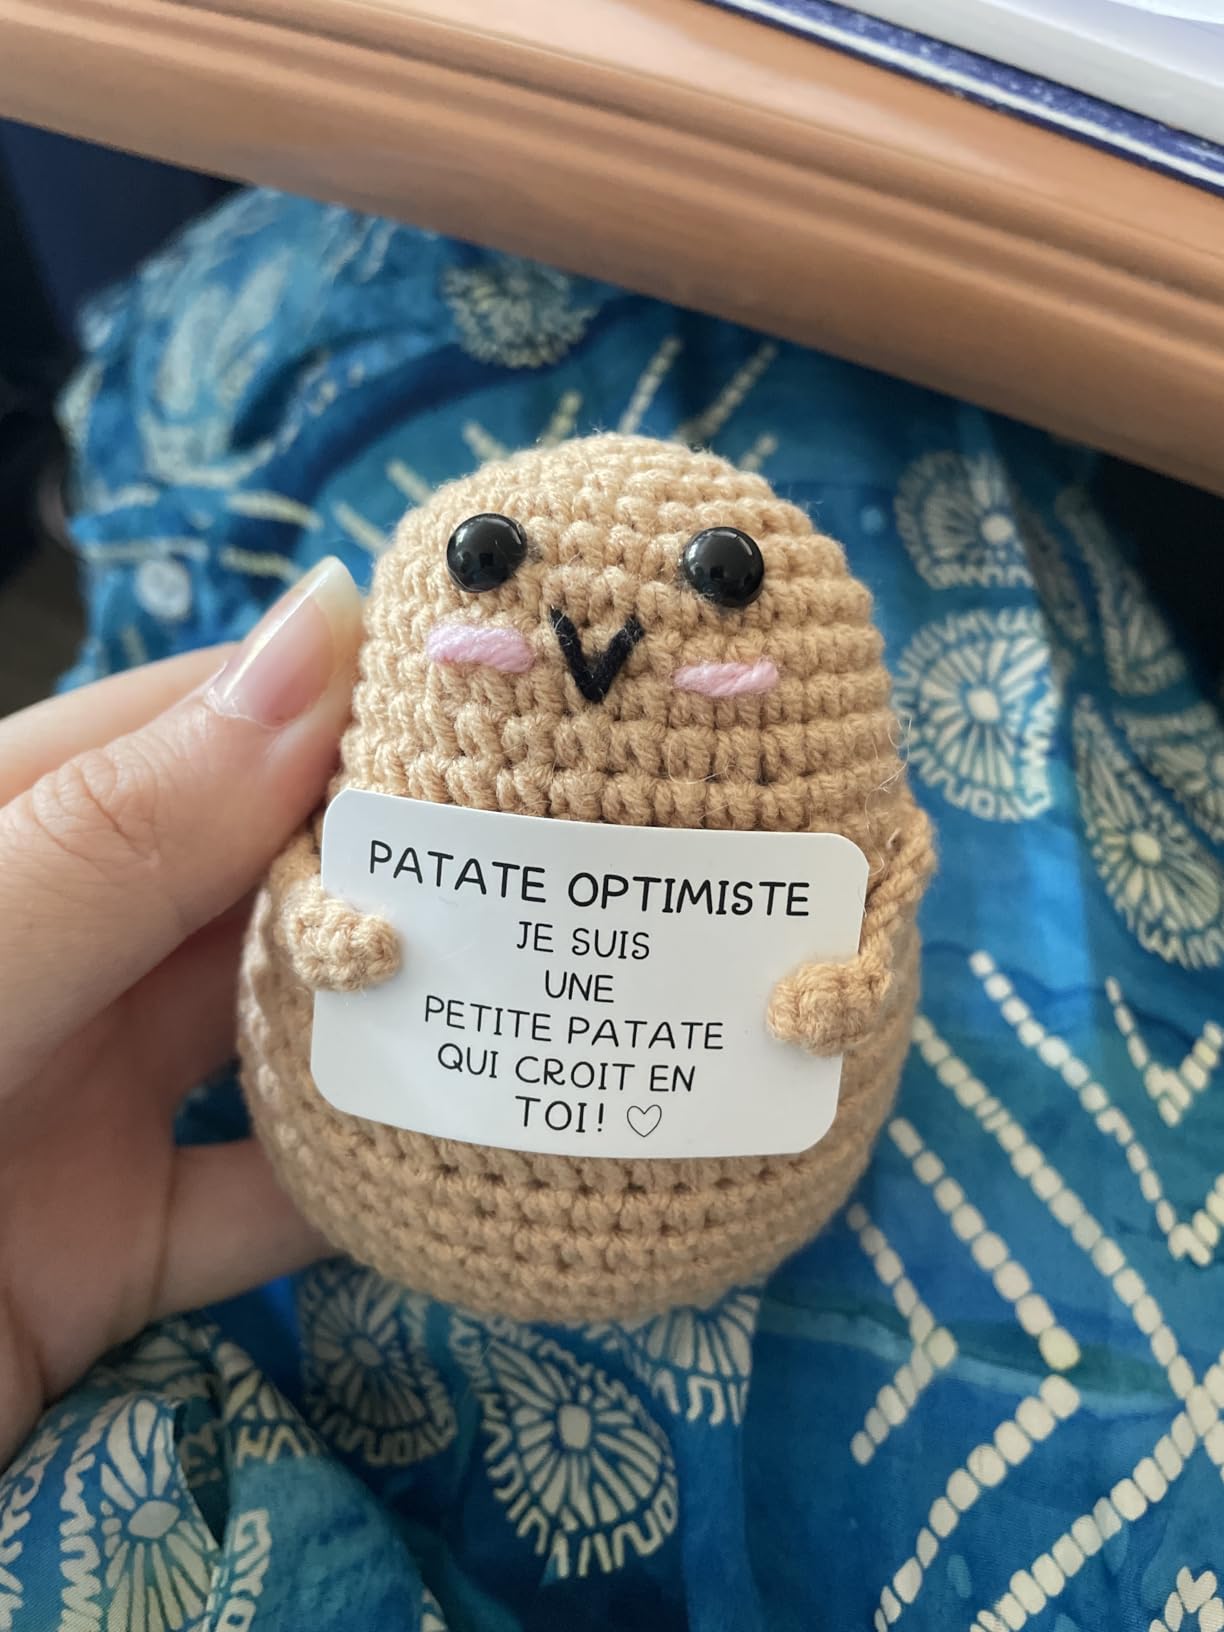 PATATE OPTIMISTE
JE SUIS
UNE
PETITE PATATE
QUI CROIT EN
TOI! ♡